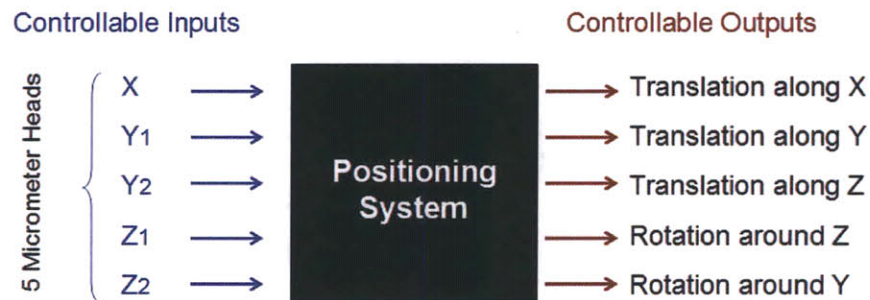 Controllable Inputs
Controllable Outputs
5 Micrometer Heads
X
Y1
Y2
Z1
Z2
Positioning
System
Translation along X
Translation along Y
Translation along Z
Rotation around Z
Rotation around Y